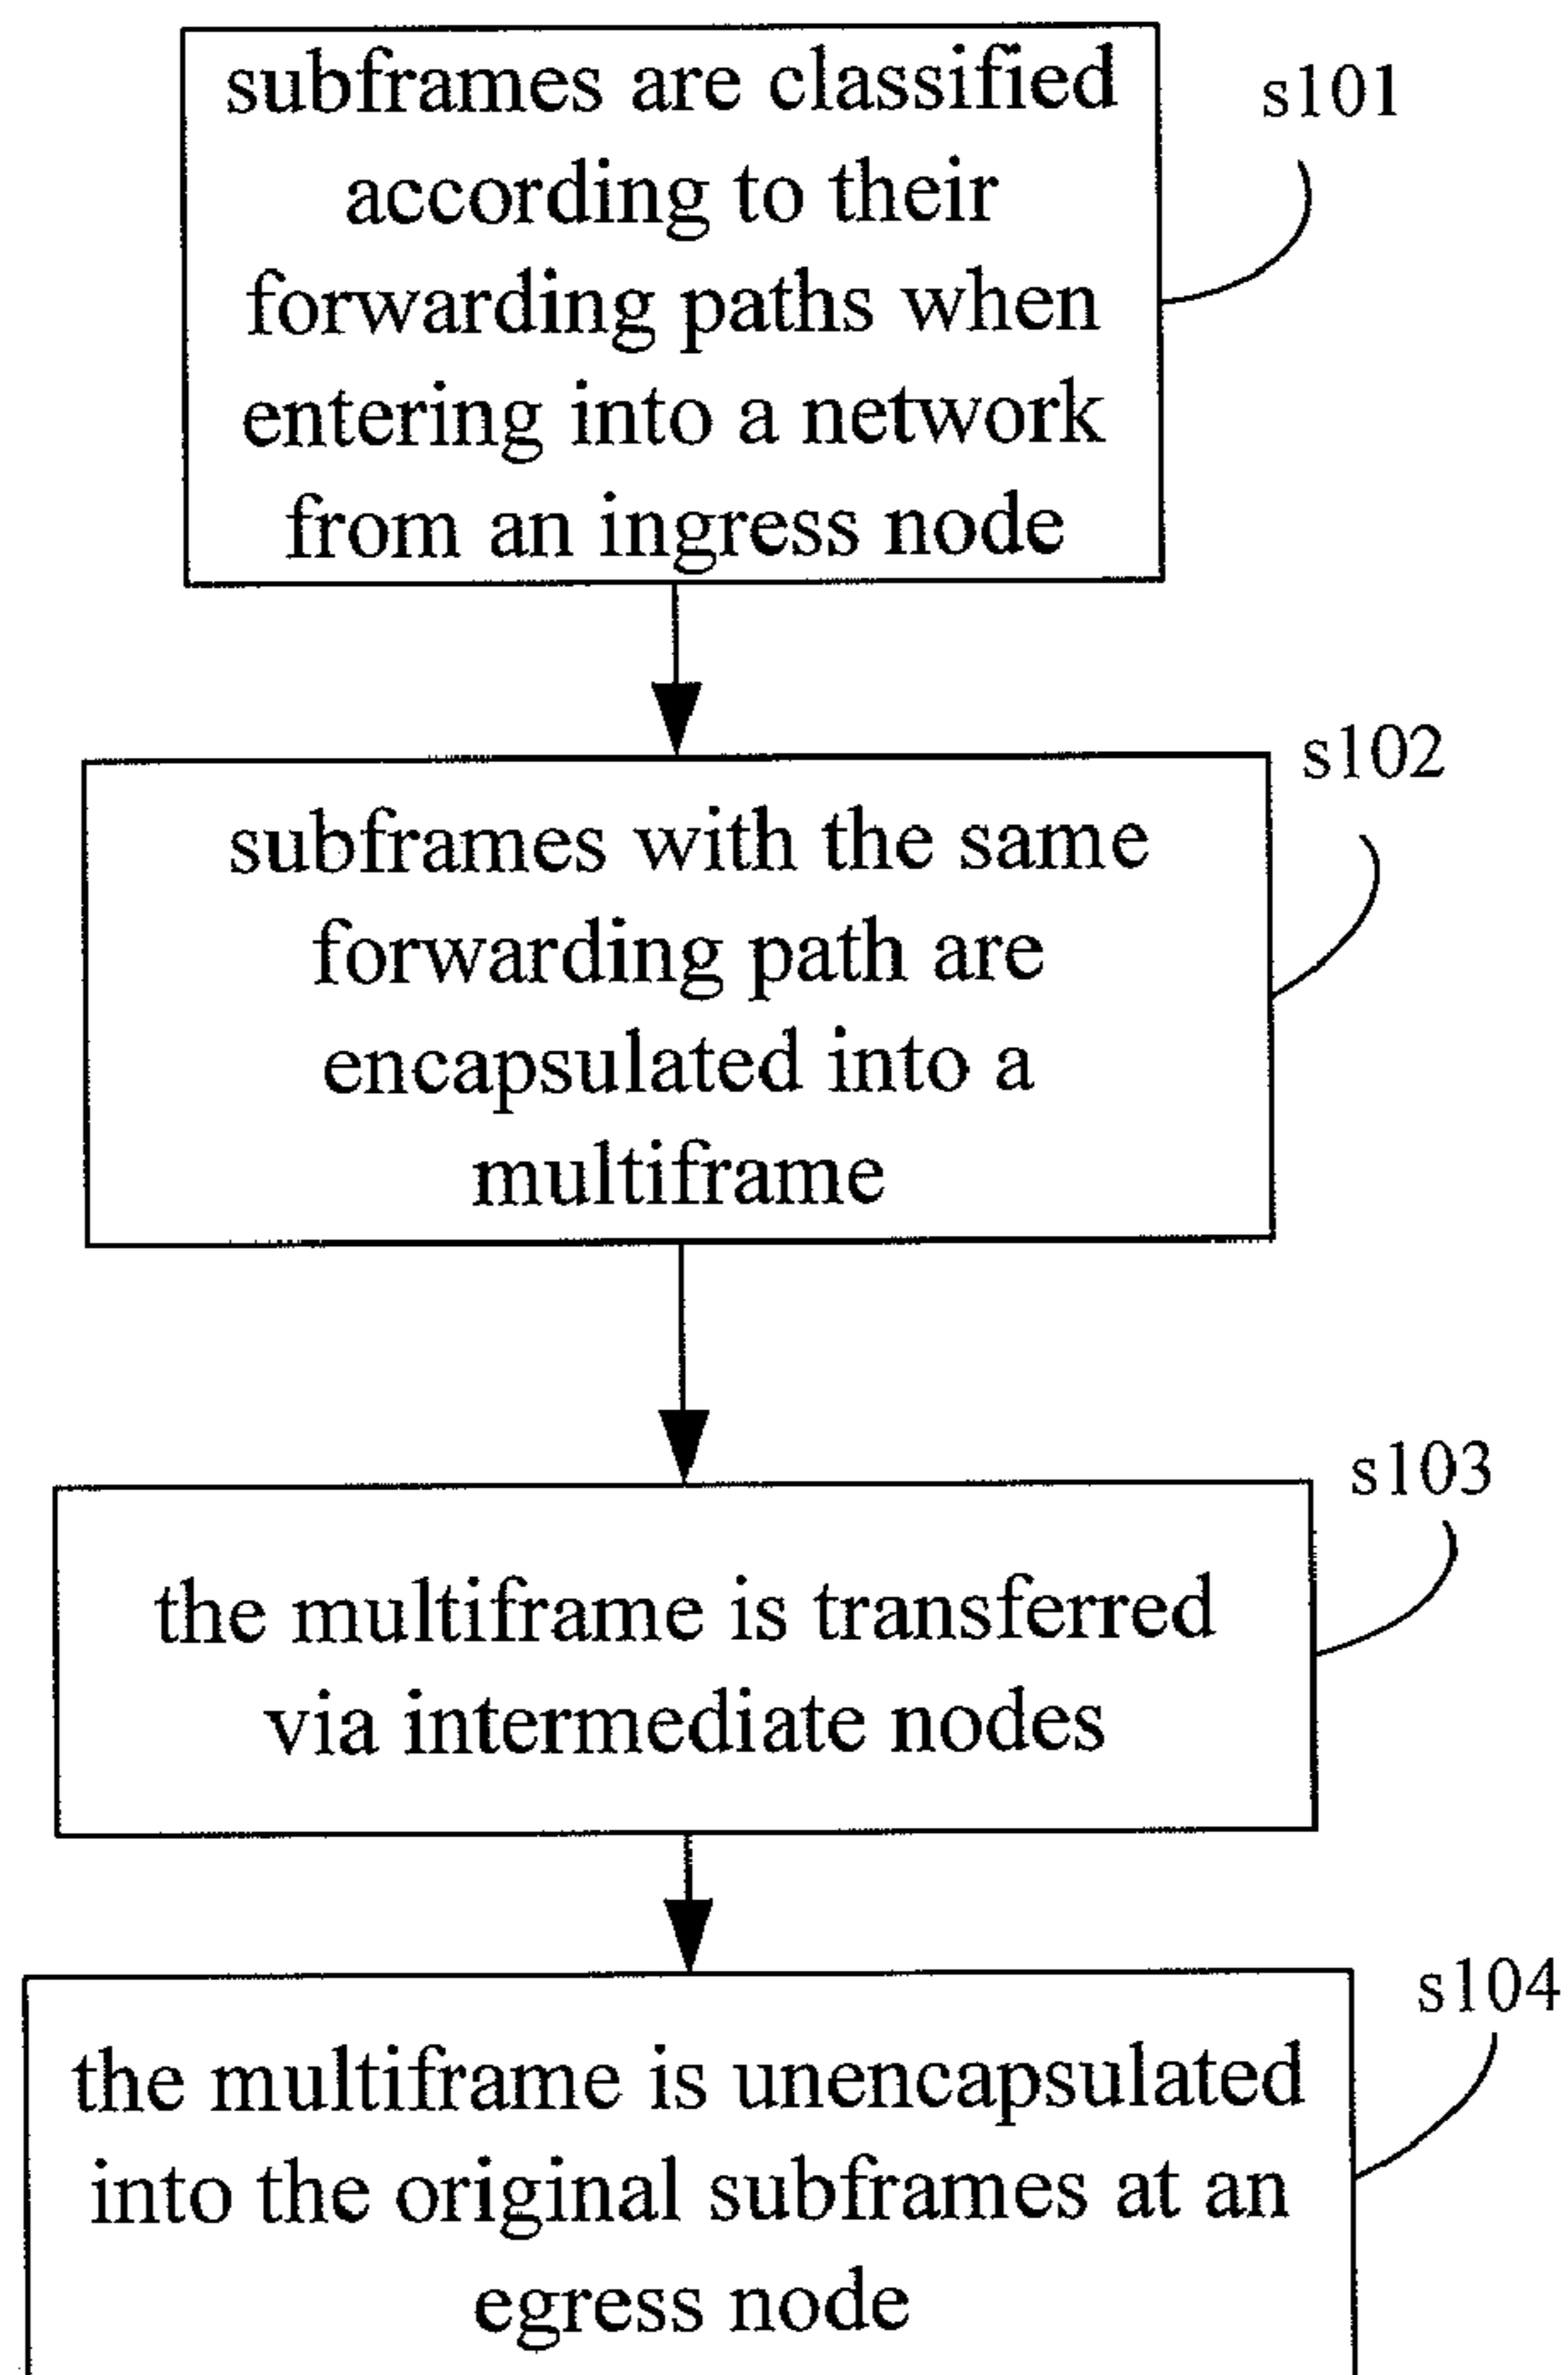 subframes are classified
s101
according to their
forwarding paths when
entering into a network
from an ingress node
s102
subframes with the same
forwarding path are
encapsulated into a
multiframe
s103
the multiframe is transferred
via intermediate nodes
s104
the multiframe is unencapsulated
into the original subframes at an
egress node